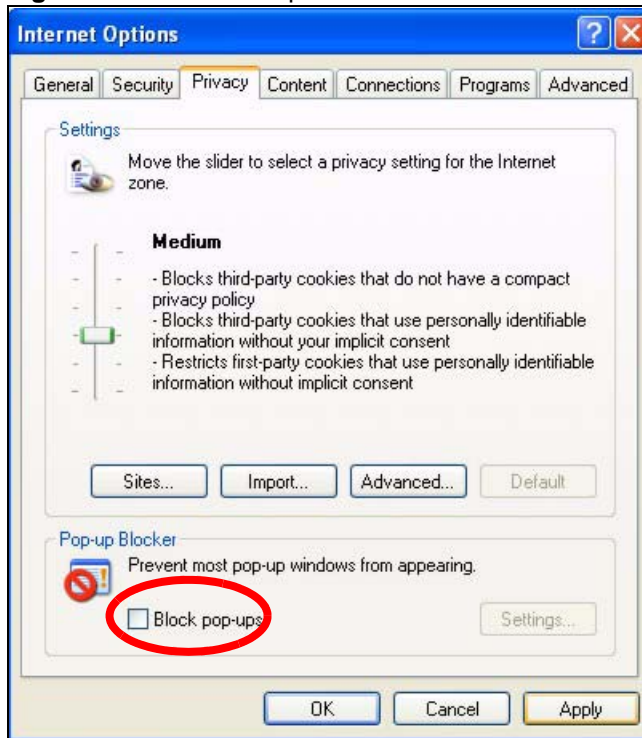 Internet Options
General Security Privacy Content Connections Programs Advanced
Settings
Move the slider to select a privacy setting for the Internet
zone.
Medium
- Blocks third-party cookies that do not have a compact
privacy policy
- Blocks third-party cookies that use personally identifiable
information without your implicit consent
- Restricts first-party cookies that use personally identifiable
information without implicit consent
Sites... Import... Advanced... Default
Pop-up Blocker
Prevent most pop-up windows from appearing.
Block pop-ups Settings...
OK Cancel Apply